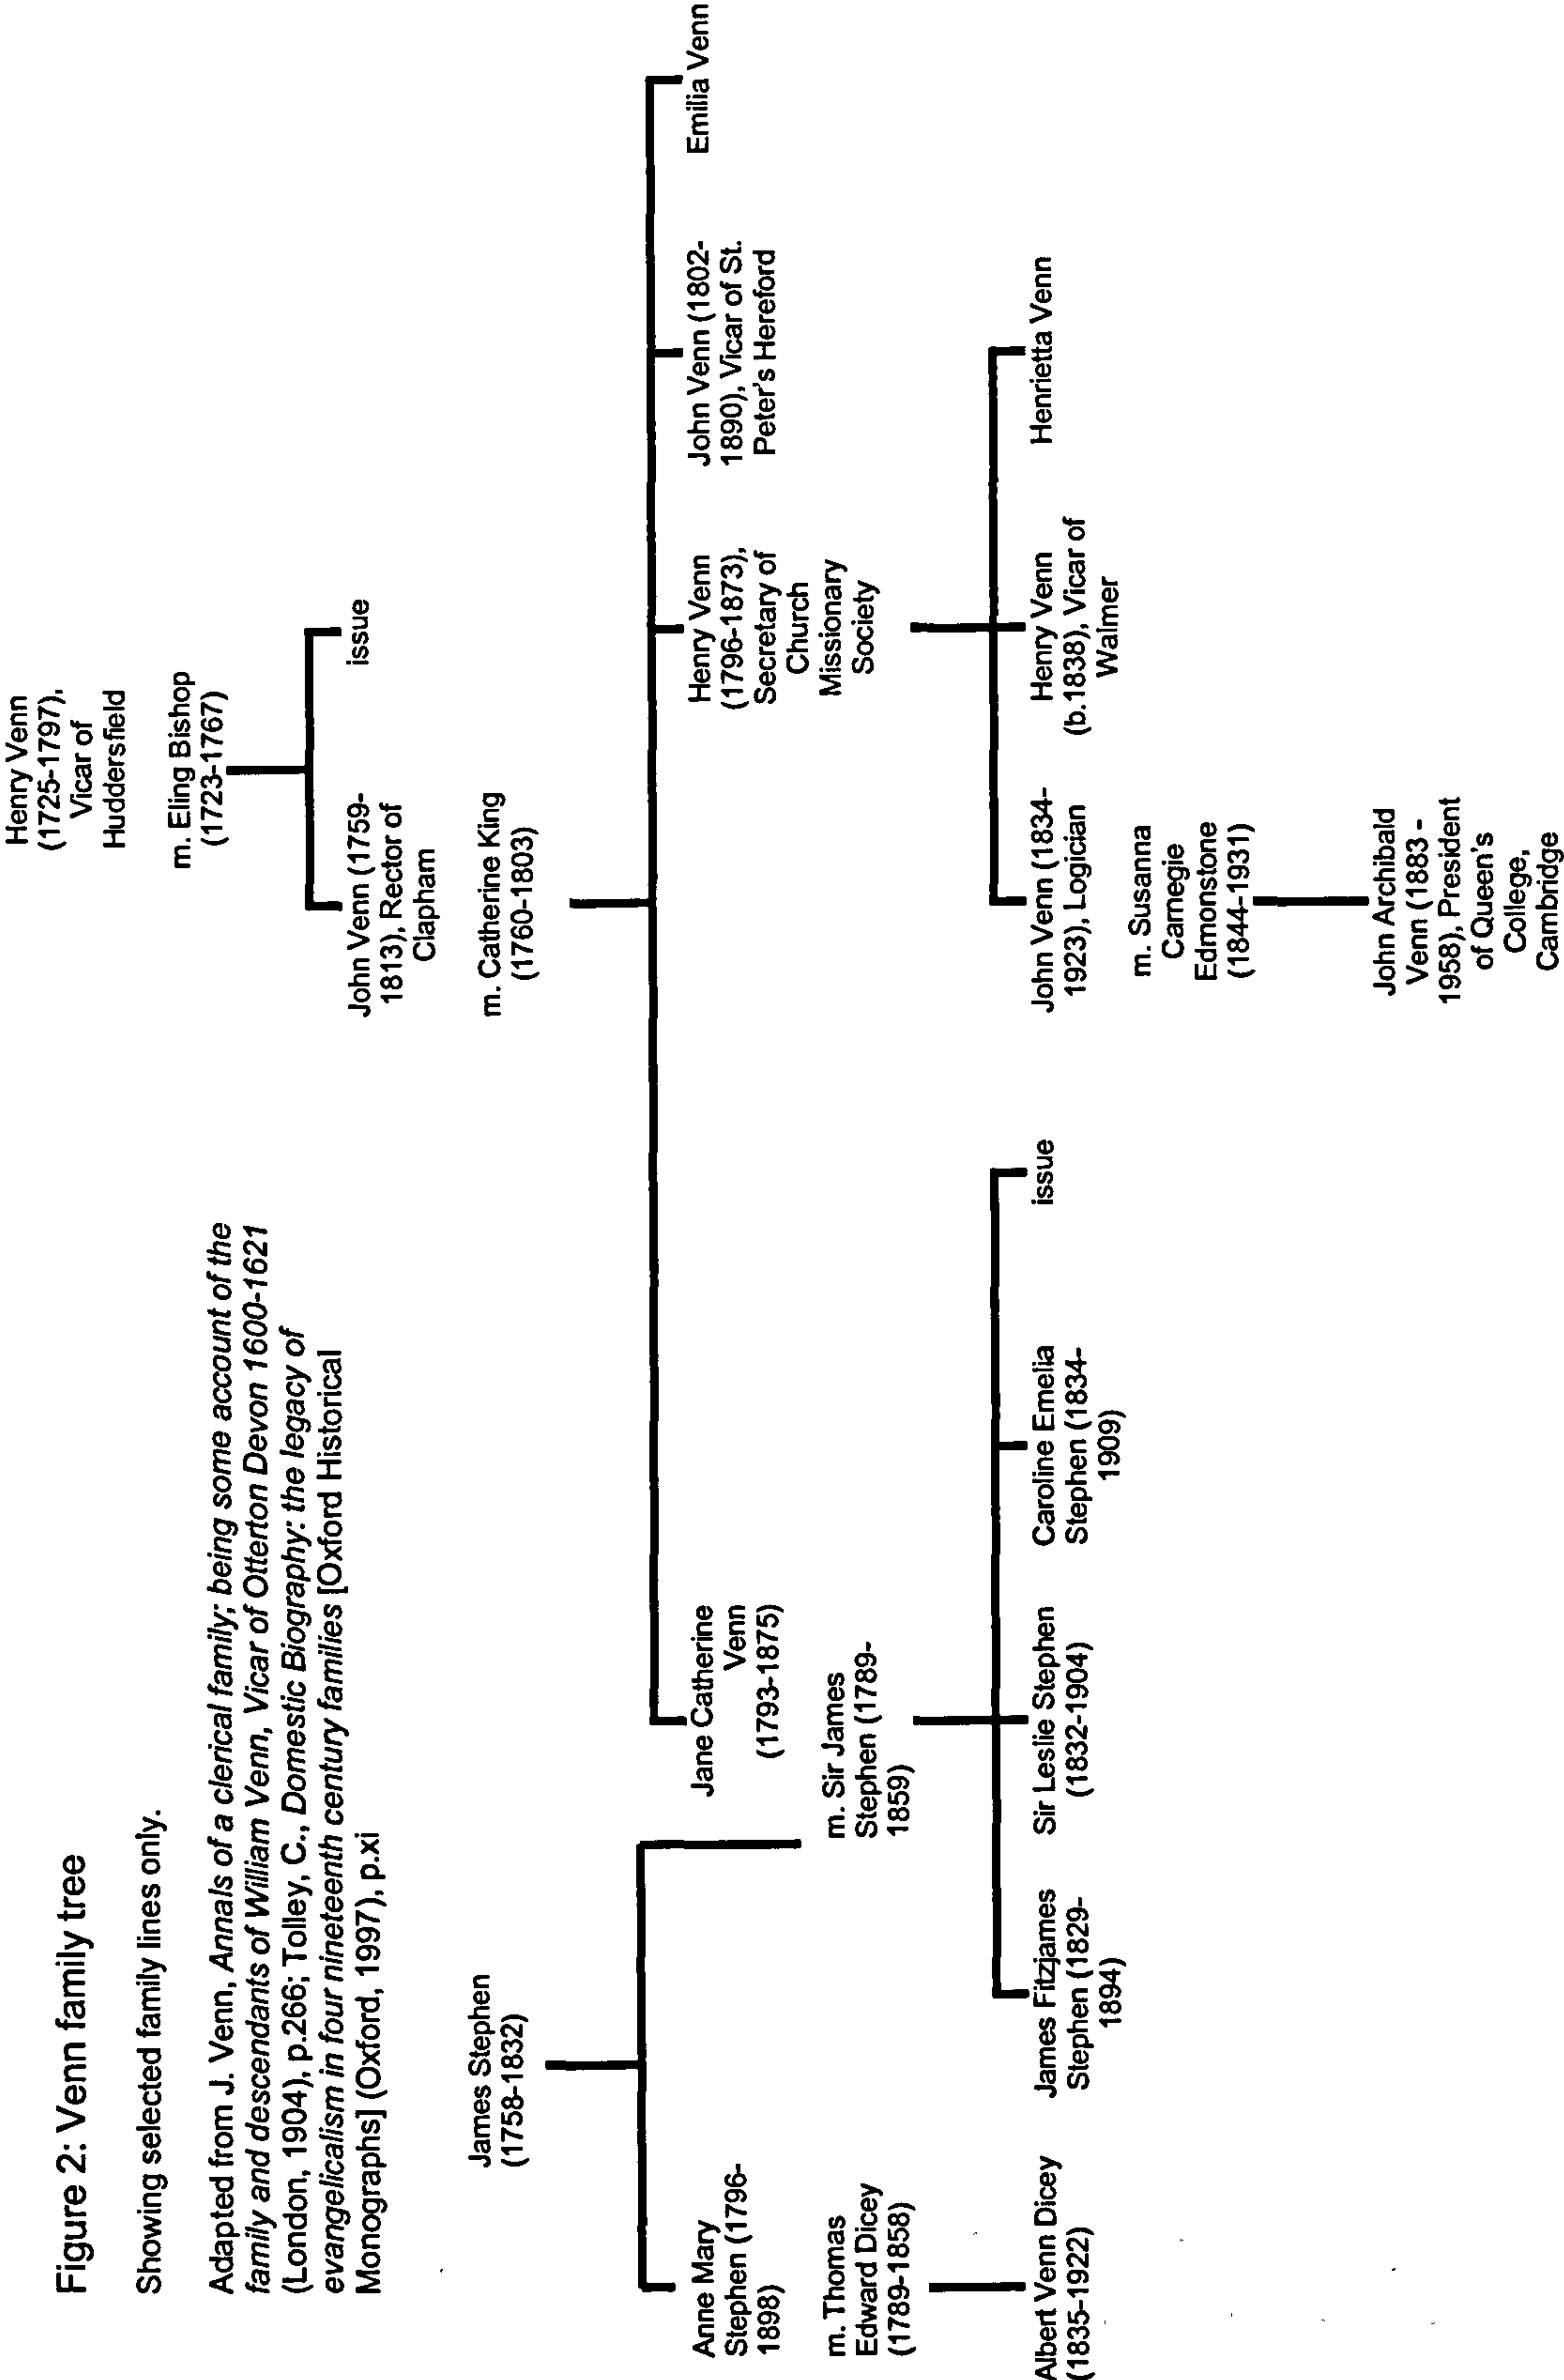 Figure 2: Venn family tree
Showing selected family lines only.
Adapted from J. Venn, Annals of a clerical family; being some account of the
family and descendants of William Venn, Vicar of Otterton Devon 1600-1621
(London, 1904), p.266; Tolley, C., Domestic Biography: the legacy of
evangelicalism in four nineteenth century families [Oxford Historical
Monographs] (Oxford, 1997), p.xi
Henry Venn
(1725-1797),
Vicar of
Huddersfield
m. Eling Bishop
(1723-1767)
John Venn (1759-
1813), Rector of
Clapham
issue
m. Catherine King
(1760-1803)
James Stephen
(1758-1832)
Anne Mary
Stephen (1796-
1898)
m. Thomas
Edward Dicey
(1789-1858)
Albert Venn Dicey
(1835-1922)
Jane Catherine
Venn
(1793-1875)
m. Sir James
Stephen (1789-
1859)
Henry Venn
(1796-1873),
Secretary of
Church
Missionary
Society
John Venn (1802-
1890), Vicar of St.
Peter's Hereford
Emilia Venn
James Fitzjames
Stephen (1829-
1894)
Sir Leslie Stephen
(1832-1904)
Caroline Emelia
Stephen (1834-
1909)
issue
John Venn (1834-
1923), Logician
m. Susanna
Carnegie
Edmonstone
(1844-1931)
Henry Venn
(b.1838), Vicar of
Walmer
Henrietta Venn
John Archibald
Venn (1883 -
1958), President
of Queen's
College,
Cambridge